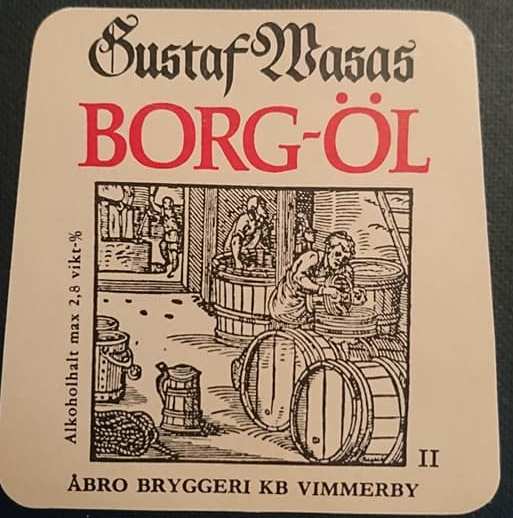 Gustaf Wasas
BORG-ÖL
Alkoholhalt max 2,8 vikt-%
II
ÅBRO BRYGGERI KB VIMMERBY